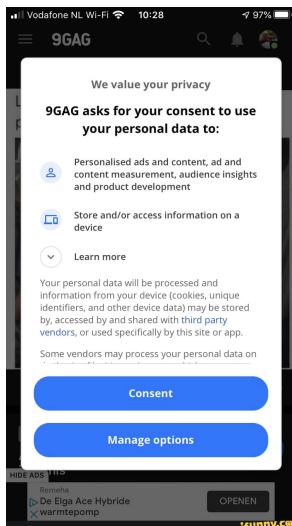 Vodafone NL Wi-Fi 10:28 97%
9GAG
We value your privacy
9GAG asks for your consent to use
your personal data to:
Personalised ads and content, ad and
content measurement, audience insights
and product development
Store and/or access information on a
device
Learn more
Your personal data will be processed and
information from your device (cookies, unique
identifiers, and other device data) may be stored
by, accessed by and shared with third party
vendors, or used specifically by this site or app.
Some vendors may process your personal data on
Consent
Manage options
HIDE ADS
Remeha
De Elga Ace Hybride
warmtepomp
OPENEN